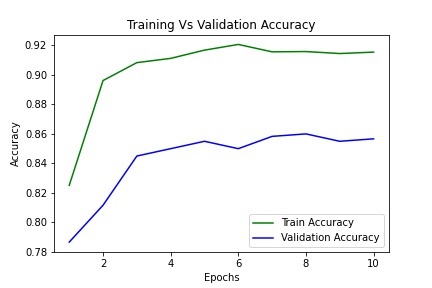 Training Vs Validation Accuracy
0.92
0.90
0.88
0.86
0.84
0.82
0.80
0.78
Accuracy
Train Accuracy
Validation Accuracy
2 4 6 8 10
Epochs